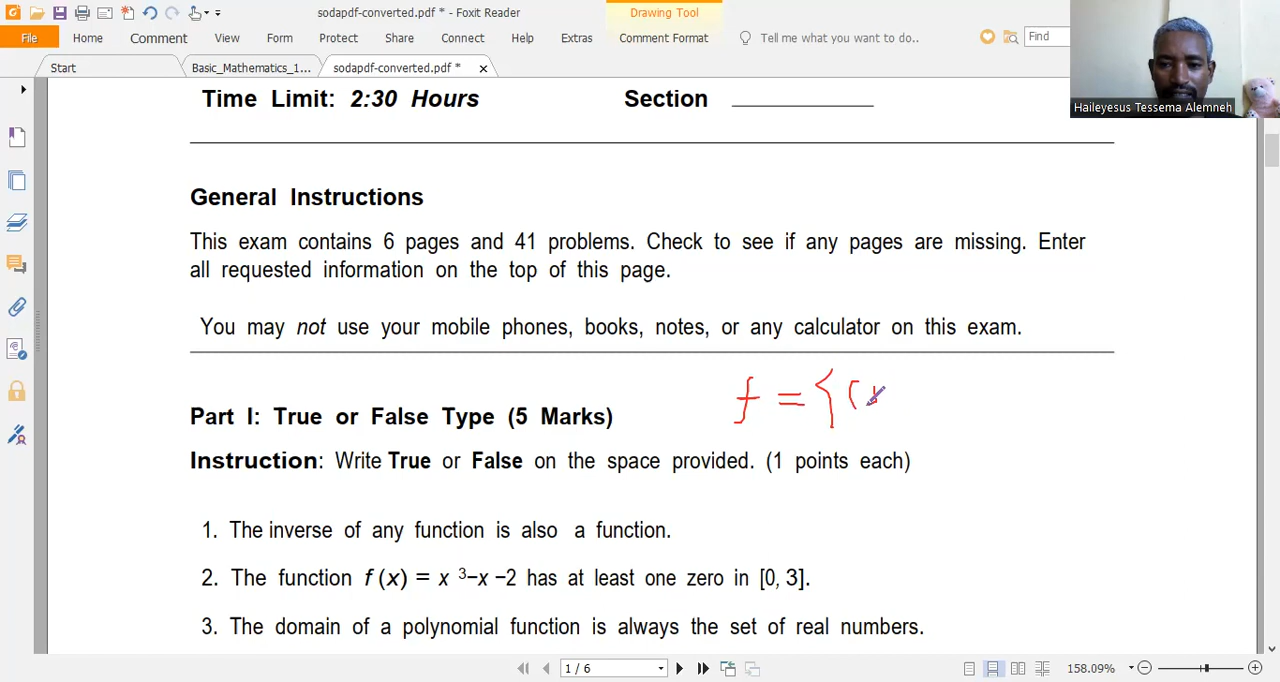 sodapdf-converted.pdf * - Foxit Reader
Drawing Tool
File Home Comment View Form Protect Share Connect Help Extras Comment Format Tell me what you want to do.. Find
Start Basic_Mathematics_1... sodapdf-converted.pdf *
Haileyesus Tessema Alemneh
Time Limit: 2:30 Hours Section
General Instructions
This exam contains 6 pages and 41 problems. Check to see if any pages are missing. Enter
all requested information on the top of this page.
You may not use your mobile phones, books, notes, or any calculator on this exam.
f = {(x
Part I: True or False Type (5 Marks)
Instruction: Write True or False on the space provided. (1 points each)
1. The inverse of any function is also a function.
2. The function f (x) = x ³−x −2 has at least one zero in [0, 3].
3. The domain of a polynomial function is always the set of real numbers.
1 / 6 158.09%